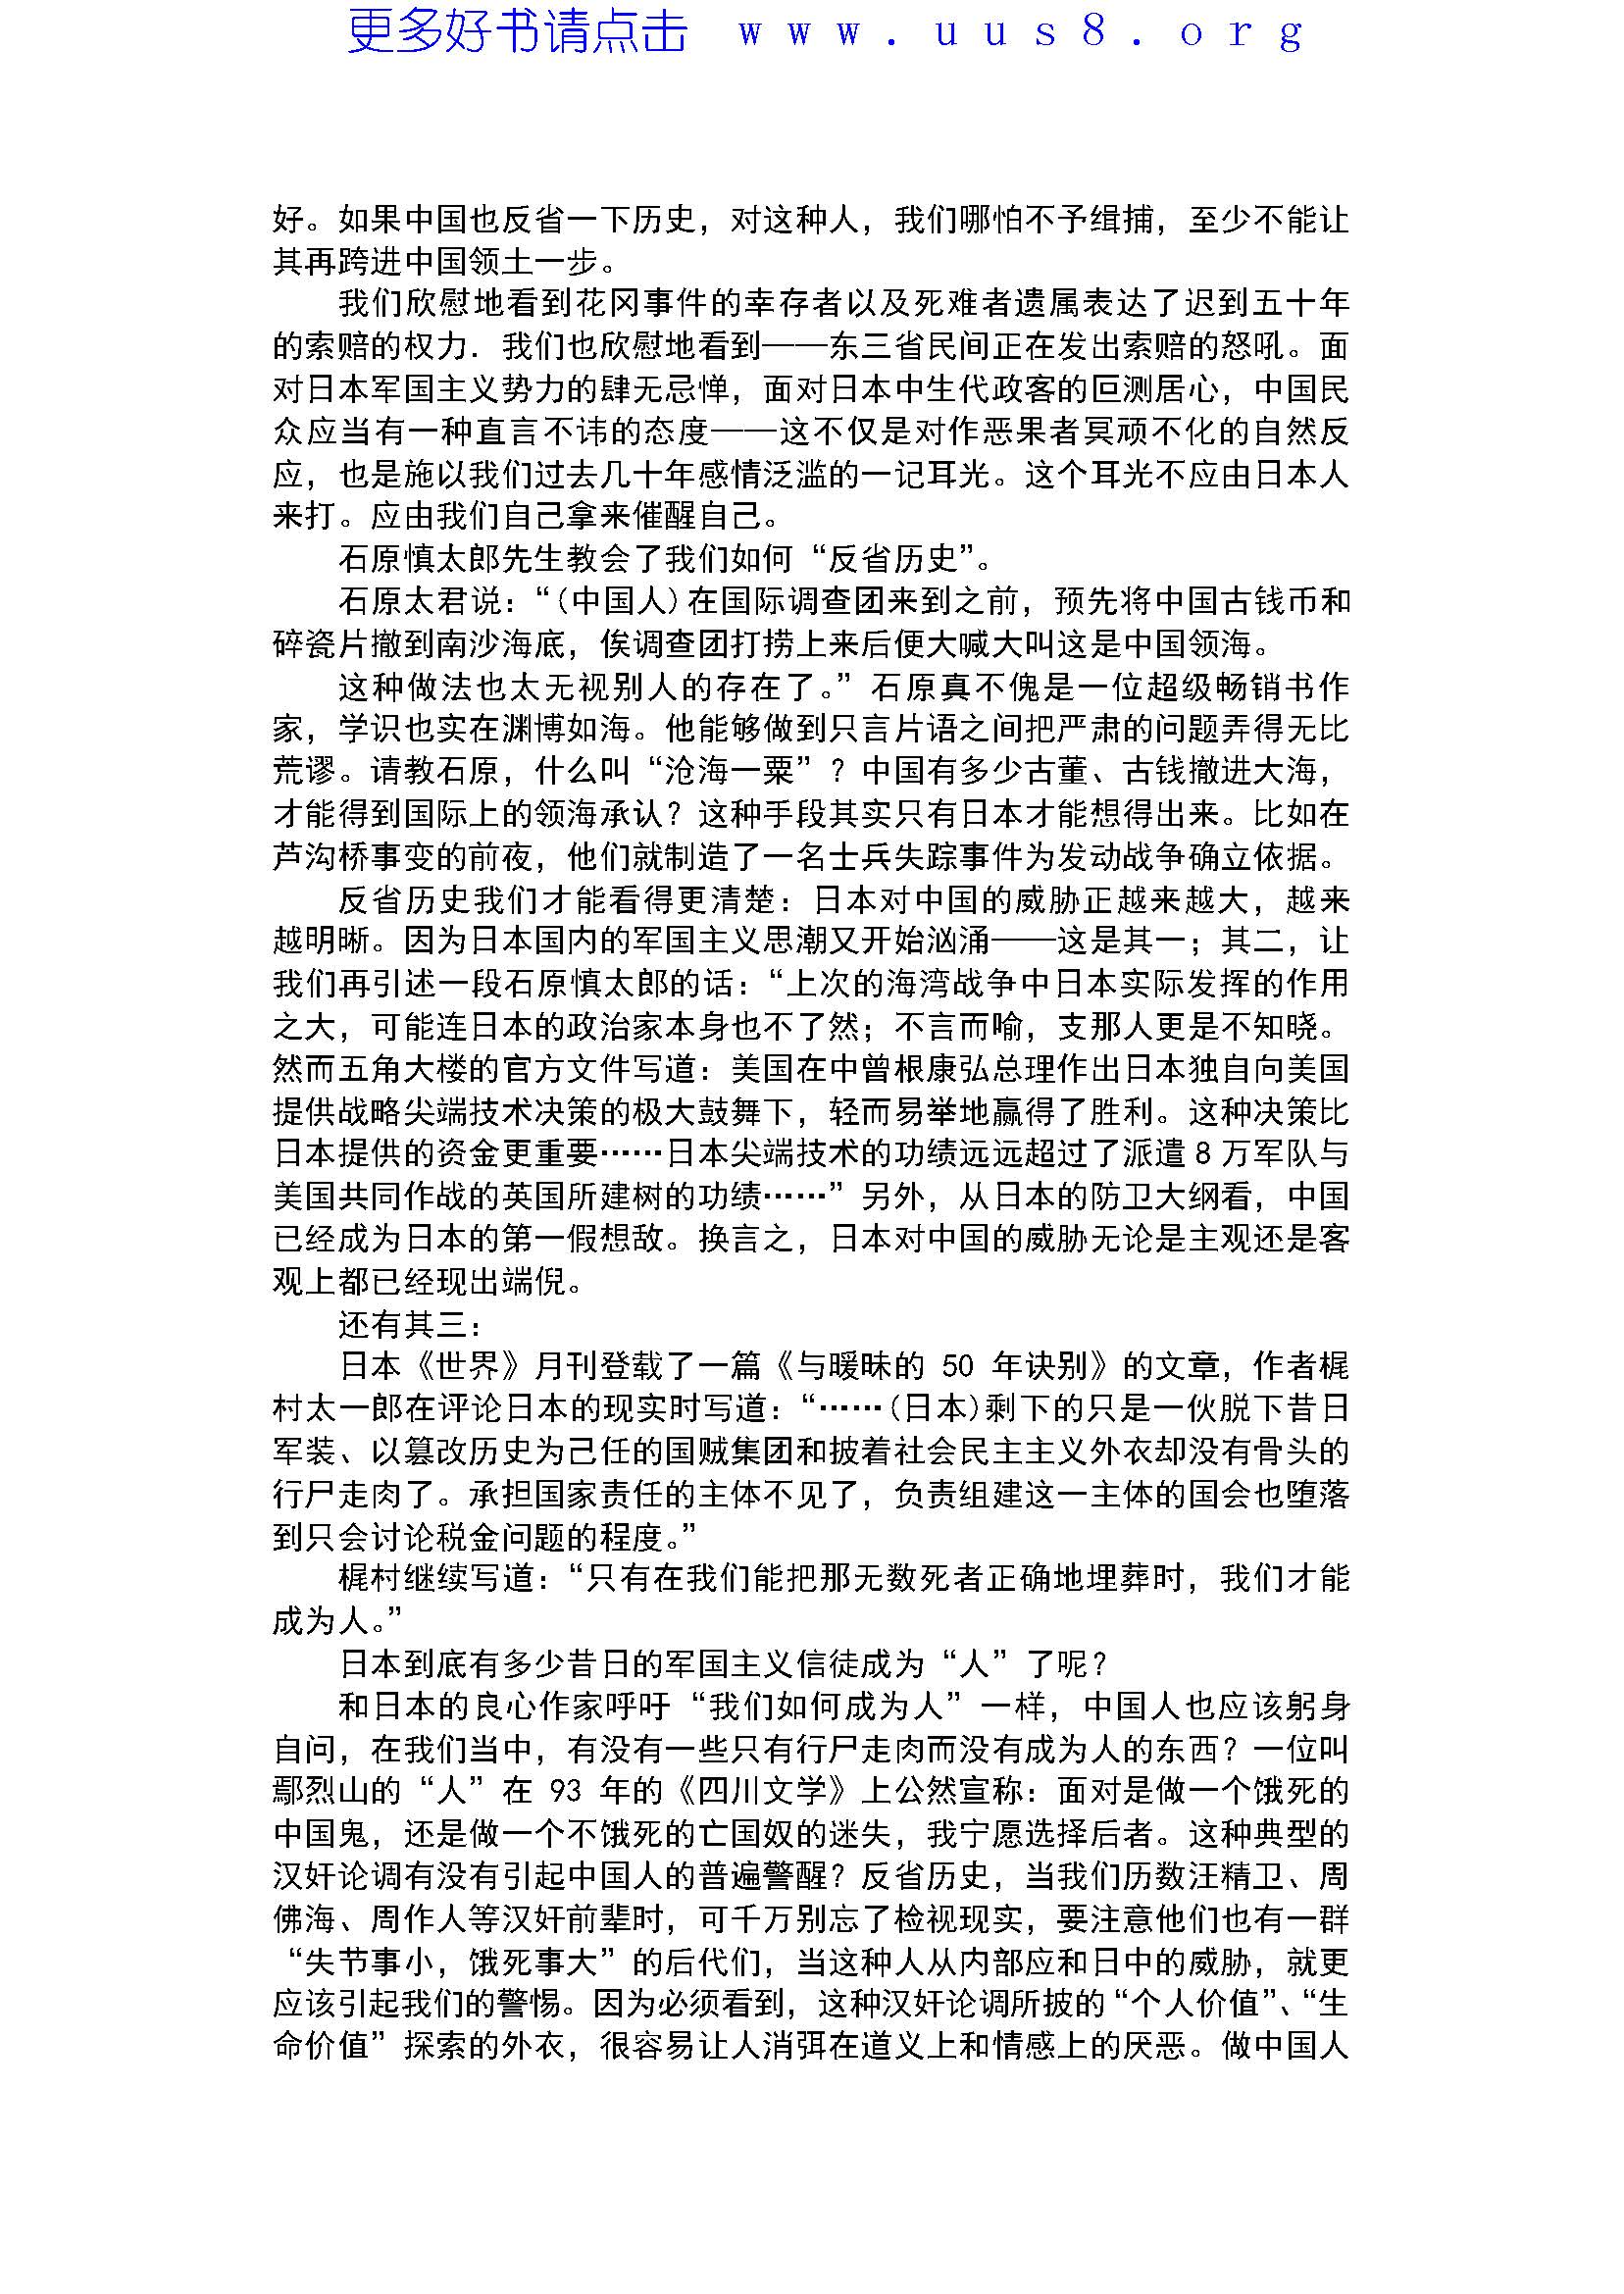 更多好书请点击 www.uus8.org
好。如果中国也反省一下历史，对这种人，我们哪怕不予缉捕，至少不能让
其再跨进中国领土一步。
我们欣慰地看到花冈事件的幸存者以及死难者遗属表达了迟到五十年
的索赔的权力．我们也欣慰地看到——东三省民间正在发出索赔的怒吼。面
对日本军国主义势力的肆无忌惮，面对日本中生代政客的叵测居心，中国民
众应当有一种直言不讳的态度——这不仅是对作恶果者冥顽不化的自然反
应，也是施以我们过去几十年感情泛滥的一记耳光。这个耳光不应由日本人
来打。应由我们自己拿来催醒自己。
石原慎太郎先生教会了我们如何“反省历史”。
石原太君说：“(中国人)在国际调查团来到之前，预先将中国古钱币和
碎瓷片撤到南沙海底，俟调查团打捞上来后便大喊大叫这是中国领海。
这种做法也太无视别人的存在了。”石原真不愧是一位超级畅销书作
家，学识也实在渊博如海。他能够做到只言片语之间把严肃的问题弄得无比
荒谬。请教石原，什么叫“沧海一粟”？中国有多少古董、古钱撤进大海，
才能得到国际上的领海承认？这种手段其实只有日本才能想得出来。比如在
芦沟桥事变的前夜，他们就制造了一名士兵失踪事件为发动战争确立依据。
反省历史我们才能看得更清楚：日本对中国的威胁正越来越大，越来
越明晰。因为日本国内的军国主义思潮又开始汹涌——这是其一；其二，让
我们再引述一段石原慎太郎的话：“上次的海湾战争中日本实际发挥的作用
之大，可能连日本的政治家本身也不了然；不言而喻，支那人更是不知晓。
然而五角大楼的官方文件写道：美国在中曾根康弘总理作出日本独自向美国
提供战略尖端技术决策的极大鼓舞下，轻而易举地赢得了胜利。这种决策比
日本提供的资金更重要……日本尖端技术的功绩远远超过了派遣8万军队与
美国共同作战的英国所建树的功绩……”另外，从日本的防卫大纲看，中国
已经成为日本的第一假想敌。换言之，日本对中国的威胁无论是主观还是客
观上都已经现出端倪。
还有其三：
日本《世界》月刊登载了一篇《与暧昧的 50 年诀别》的文章，作者梶
村太一郎在评论日本的现实时写道：“……(日本)剩下的只是一伙脱下昔日
军装、以篡改历史为己任的国贼集团和披着社会民主主义外衣却没有骨头的
行尸走肉了。承担国家责任的主体不见了，负责组建这一主体的国会也堕落
到只会讨论税金问题的程度。”
梶村继续写道：“只有在我们能把那无数死者正确地埋葬时，我们才能
成为人。”
日本到底有多少昔日的军国主义信徒成为“人”了呢？
和日本的良心作家呼吁“我们如何成为人”一样，中国人也应该躬身
自问，在我们当中，有没有一些只有行尸走肉而没有成为人的东西？一位叫
鄢烈山的“人”在 93 年的《四川文学》上公然宣称：面对是做一个饿死的
中国鬼，还是做一个不饿死的亡国奴的迷失，我宁愿选择后者。这种典型的
汉奸论调有没有引起中国人的普遍警醒？反省历史，当我们历数汪精卫、周
佛海、周作人等汉奸前辈时，可千万别忘了检视现实，要注意他们也有一群
“失节事小，饿死事大”的后代们，当这种人从内部应和日中的威胁，就更
应该引起我们的警惕。因为必须看到，这种汉奸论调所披的“个人价值”、“生
命价值”探索的外衣，很容易让人消弭在道义上和情感上的厌恶。做中国人